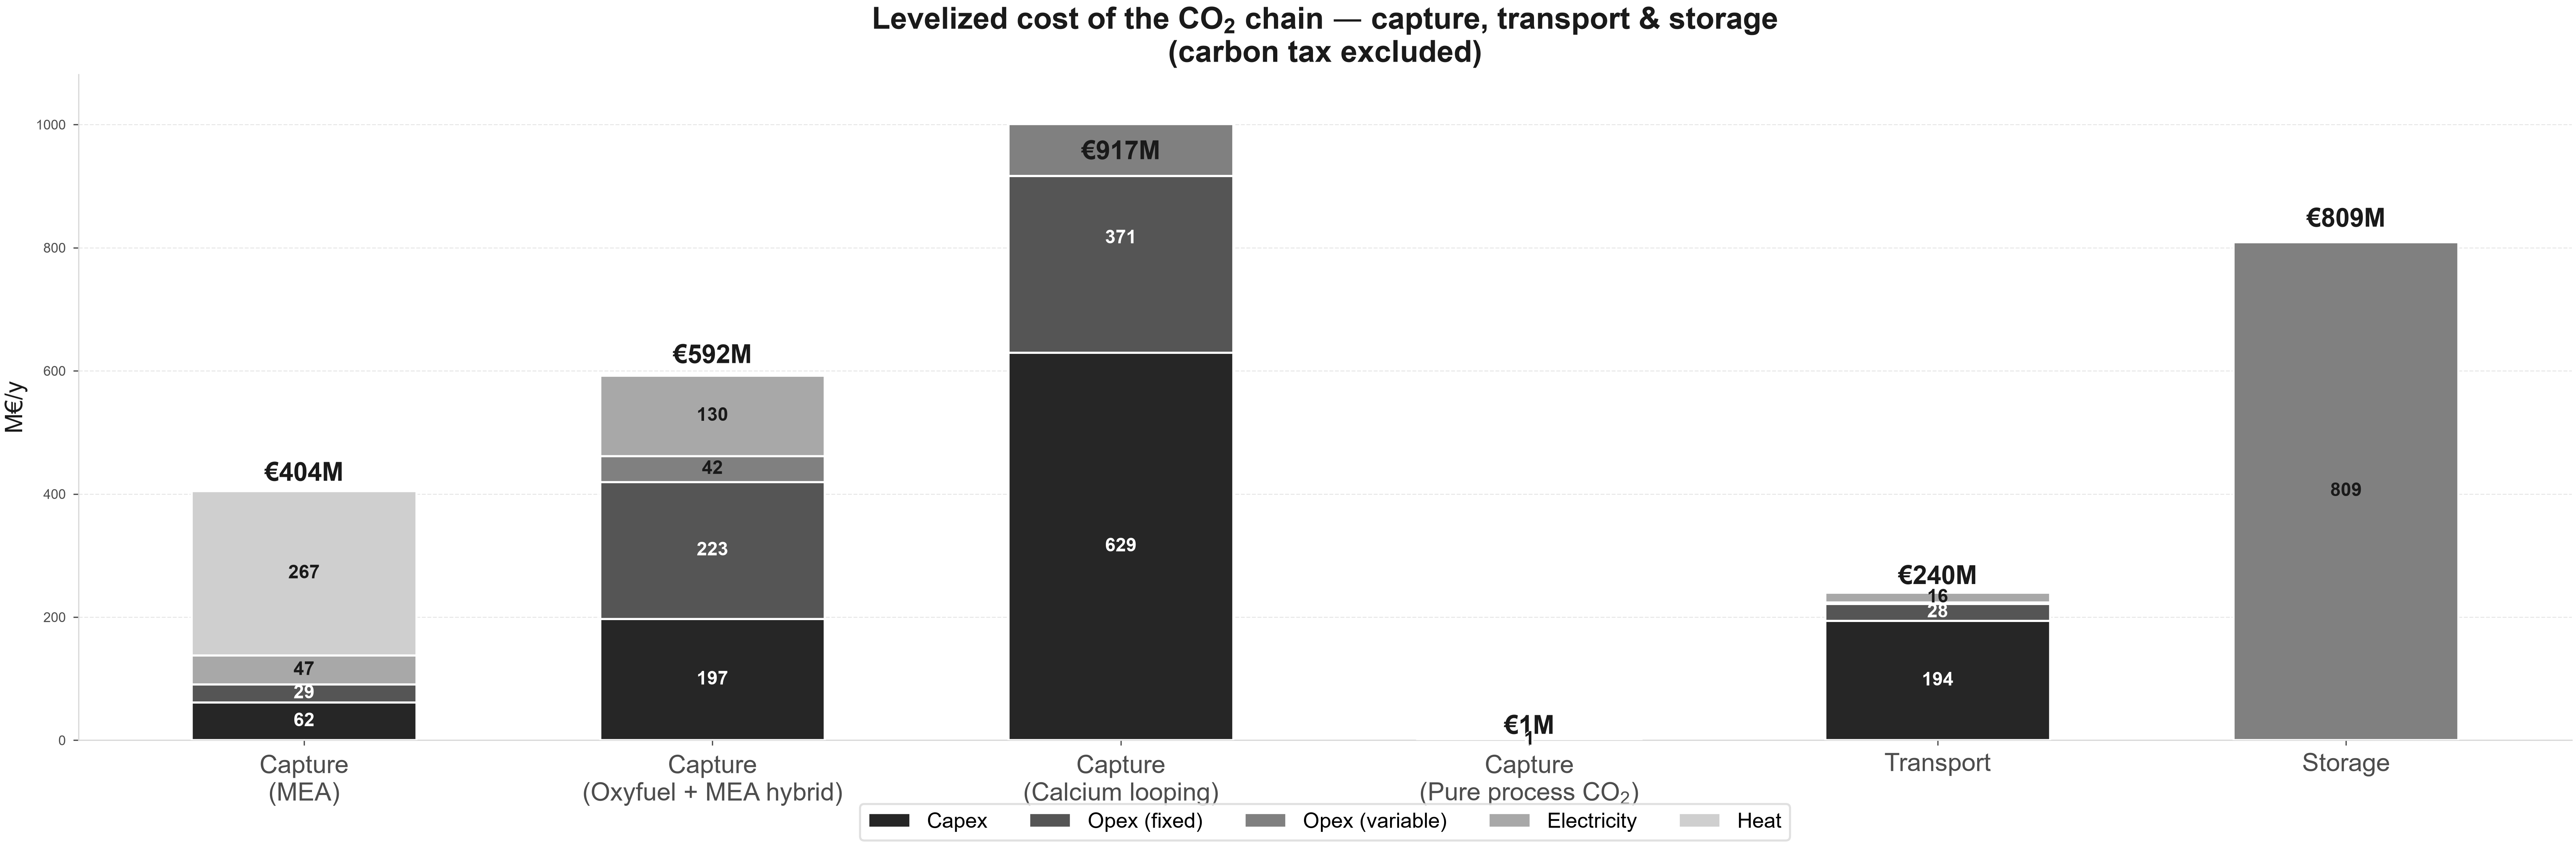 Levelized cost of the CO₂ chain — capture, transport & storage
(carbon tax excluded)
M€/y
1000
800
600
400
200
0
€404M
267
47
29
62
€592M
130
42
223
197
€917M
371
629
€1M
1
€240M
16
28
194
€809M
809
Capture
(MEA)
Capture
(Oxyfuel + MEA hybrid)
Capture
(Calcium looping)
Capture
(Pure process CO₂)
Transport
Storage
Capex
Opex (fixed)
Opex (variable)
Electricity
Heat